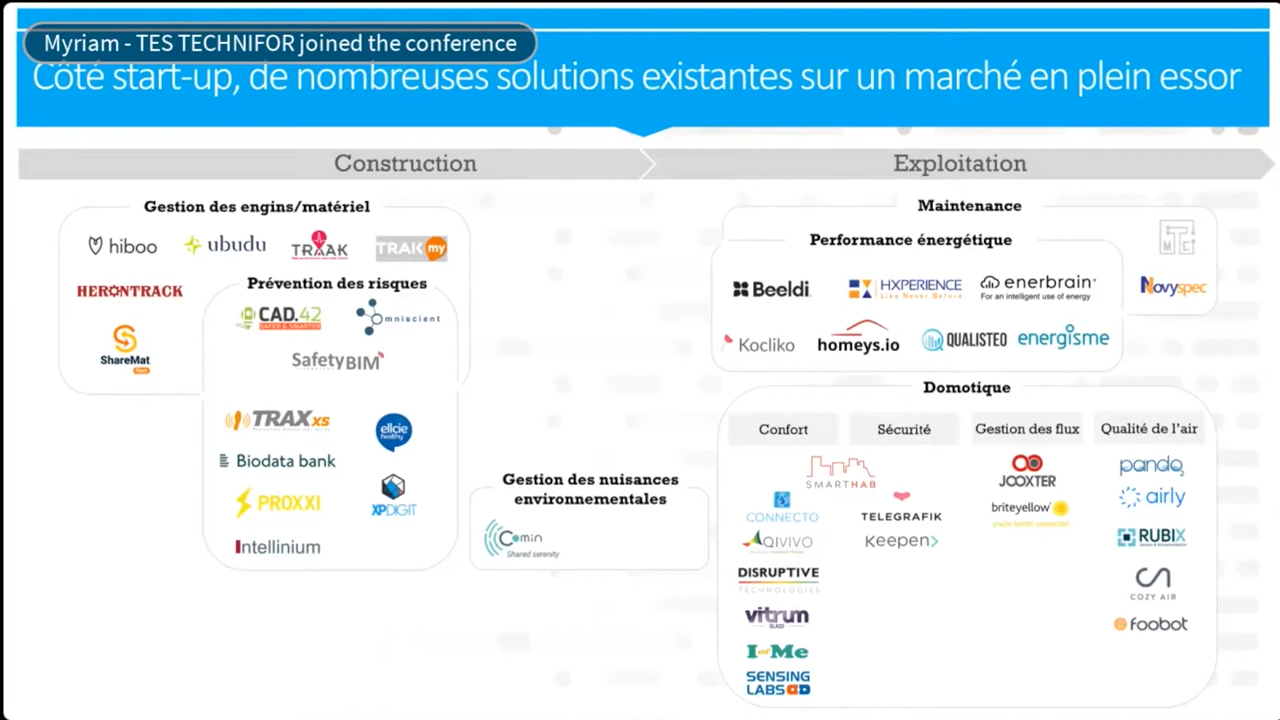 Myriam - TES TECHNIFOR joined the conference
Côté start-up, de nombreuses solutions existantes sur un marché en plein essor
Construction
Exploitation
Gestion des engins/matériel
hiboo
ubudu
TRAAK
TRAK my
HERONTRACK
ShareMat
Prévention des risques
CAD.42
SAFER & SMARTER
Omniscient
SafetyBIM
TRAXxs
ellcie
healthy
Biodata bank
PROXXI
XPDIGIT
Intellinium
Gestion des nuisances
environnementales
Comin
Shared serenity
Maintenance
MTC
Novyspec
Performance énergétique
Beeldi
HXPERIENCE
Like Never Before
enerbrain
For an intelligent use of energy
Kocliko
homeys.io
QUALISTEO
energisme
Domotique
Confort
Sécurité
Gestion des flux
Qualité de l'air
SMARTHAB
CONNECTO
QIVIVO
DISRUPTIVE
TECHNOLOGIES
vitrum
GLASS
I of Me
SENSING
LABS
TELEGRAFIK
Keepen>
JOOXTER
briteyellow
you're better connected
pando
airly
RUBIX
COZY AIR
foobot